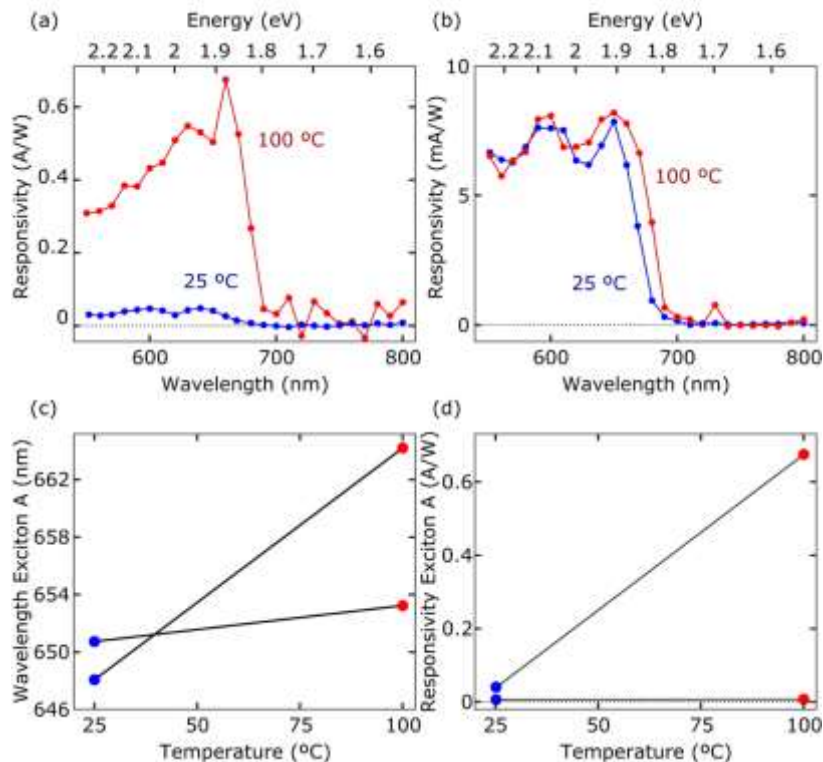 (a)
Energy (eV)
2.2 2.1 2 1.9 1.8 1.7 1.6
Responsivity (A/W)
0.6
0.4
0.2
0
100 ºC
25 ºC
600 700 800
Wavelength (nm)
(b)
Energy (eV)
2.2 2.1 2 1.9 1.8 1.7 1.6
Responsivity (mA/W)
10
5
0
100 ºC
25 ºC
600 700 800
Wavelength (nm)
(c)
Wavelength Exciton A (nm)
662
658
654
650
646
25 50 75 100
Temperature (ºC)
(d)
Responsivity Exciton A (A/W)
0.6
0.4
0.2
0
25 50 75 100
Temperature (ºC)